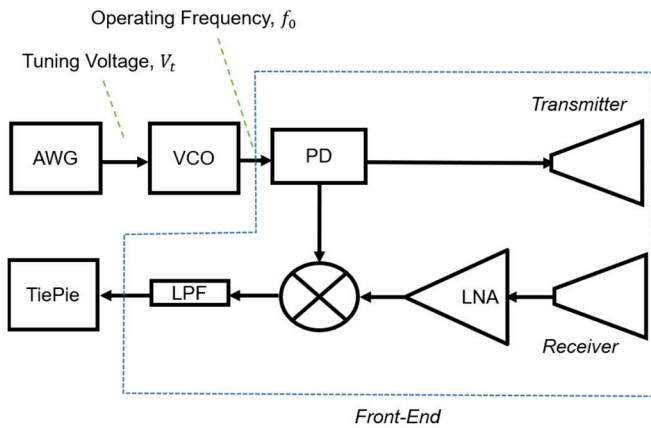 Operating Frequency, f₀
Tuning Voltage, Vₜ
Transmitter
AWG
VCO
PD
TiePie
LPF
LNA
Receiver
Front-End